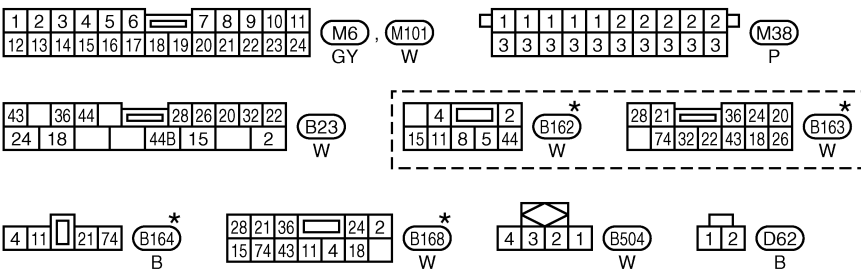 1 2 3 4 5 6 7 8 9 10 11
12 13 14 15 16 17 18 19 20 21 22 23 24
M6 , M101
GY W
1 1 1 1 1 2 2 2 2 2
3 3 3 3 3 3 3 3 3 3
M38
P
43 36 44 28 26 20 32 22
24 18 44B 15 2
B23
W
4 2
15 11 8 5 44
B162 *
W
28 21 36 24 20
74 32 22 43 18 26
B163 *
W
4 11 21 74
B164 *
B
28 21 36 24 2
15 74 43 11 4 18
B168 *
W
4 3 2 1
B504
W
1 2
D62
B